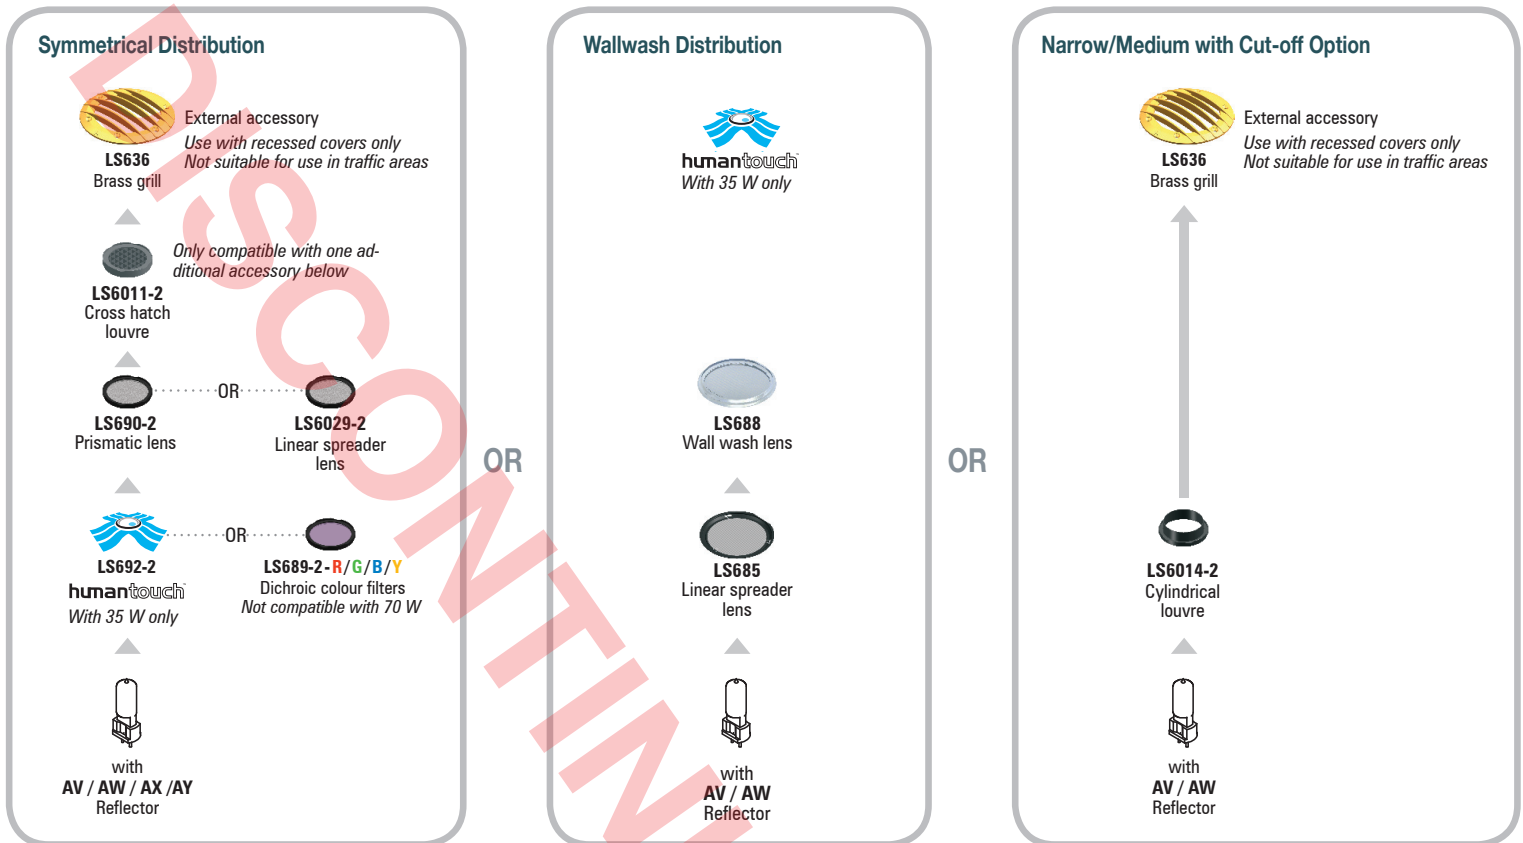 Symmetrical Distribution
External accessory
Use with recessed covers only
Not suitable for use in traffic areas
LS636
Brass grill
Only compatible with one ad-
ditional accessory below
LS6011-2
Cross hatch
louvre
OR
LS690-2
Prismatic lens
LS6029-2
Linear spreader
lens
OR
LS692-2
humantouch™
With 35 W only
LS689-2-R/G/B/Y
Dichroic colour filters
Not compatible with 70 W
with
AV / AW / AX /AY
Reflector
OR
Wallwash Distribution
humantouch™
With 35 W only
LS688
Wall wash lens
LS685
Linear spreader
lens
with
AV / AW
Reflector
OR
Narrow/Medium with Cut-off Option
External accessory
Use with recessed covers only
Not suitable for use in traffic areas
LS636
Brass grill
LS6014-2
Cylindrical
louvre
with
AV / AW
Reflector
DISCONTINU